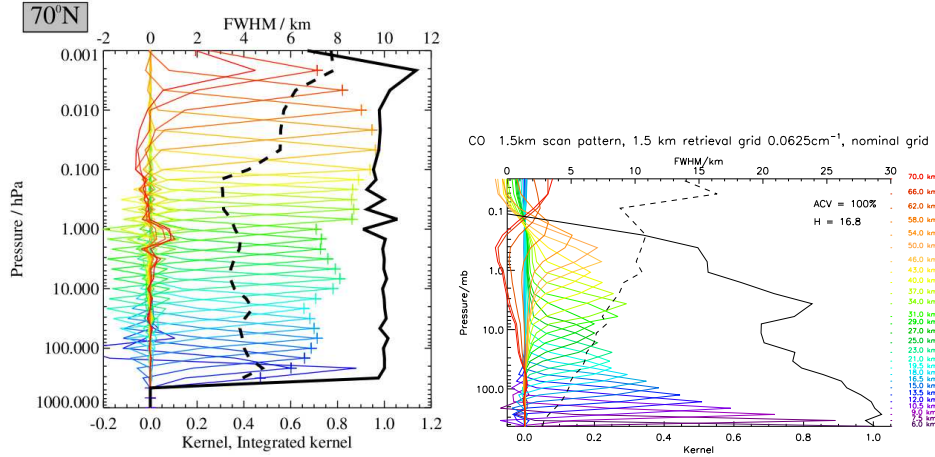 70°N
FWHM / km
-2 0 2 4 6 8 10 12
0.001
0.010
0.100
1.000
10.000
100.000
1000.000
Pressure / hPa
0.0 0.2 0.4 0.6 0.8 1.0 1.2
Kernel, Integrated kernel
CO 1.5km scan pattern, 1.5 km retrieval grid 0.0625cm⁻¹, nominal grid
FWHM/km
0 5 10 15 20 25 30
ACV = 100%
H = 16.8
0.1
1.0
10.0
100.0
Pressure/mb
0.0 0.2 0.4 0.6 0.8 1.0
Kernel
70.0 km
66.0 km
62.0 km
58.0 km
54.0 km
50.0 km
46.0 km
43.0 km
40.0 km
37.0 km
34.0 km
31.0 km
29.0 km
27.0 km
25.0 km
23.0 km
21.0 km
19.5 km
18.0 km
16.5 km
15.0 km
13.5 km
12.0 km
10.5 km
9.0 km
7.5 km
6.0 km